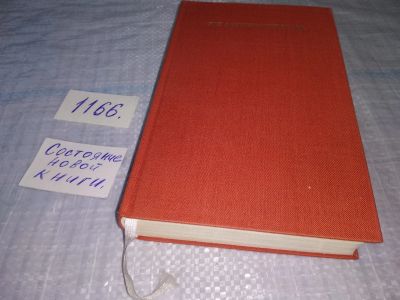 1166.
Состояние
новой
книги.